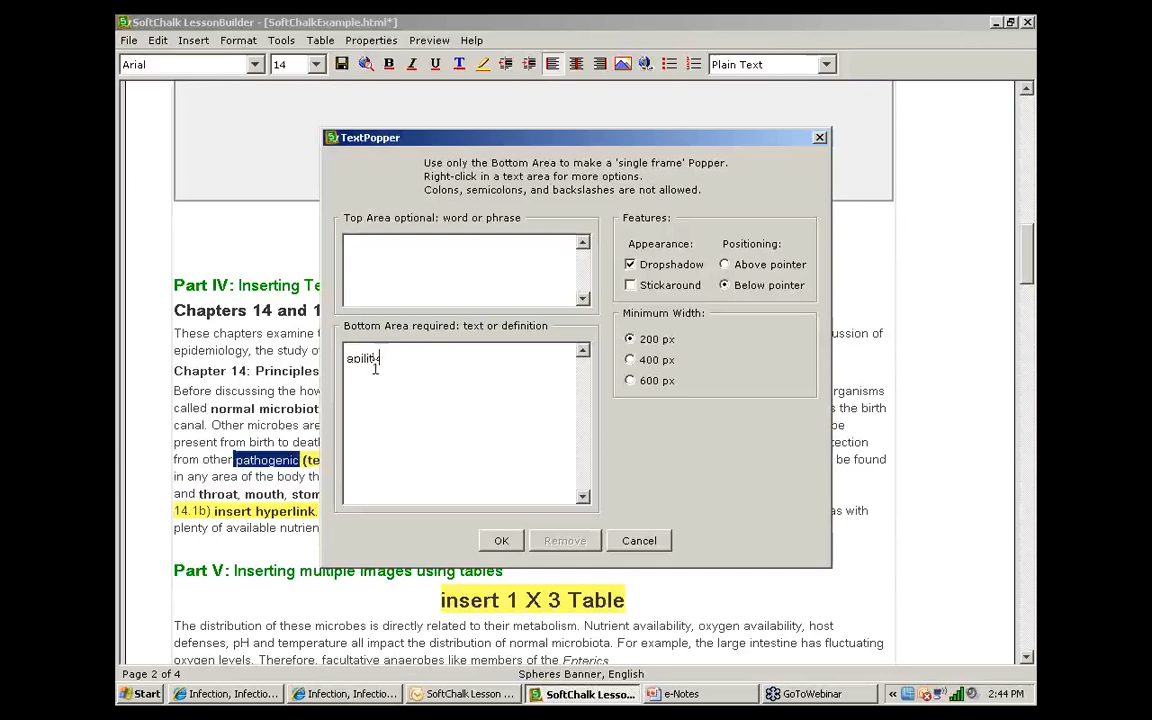 SoftChalk LessonBuilder - [SoftChalkExample.html*]
File Edit Insert Format Tools Table Properties Preview Help
Arial 14 B I U T Plain Text
TextPopper
Use only the Bottom Area to make a 'single frame' Popper.
Right-click in a text area for more options.
Colons, semicolons, and backslashes are not allowed.
Top Area optional: word or phrase
Features:
Appearance: Positioning:
Dropshadow Above pointer
Stickaround Below pointer
Bottom Area required: text or definition
Minimum Width:
200 px
400 px
600 px
OK Remove Cancel
Part IV: Inserting Te
Chapters 14 and 1
These chapters examine t ussion of
epidemiology, the study of
Chapter 14: Principles
Before discussing the how organisms
called normal microbiot s the birth
canal. Other microbes are be
present from birth to death tection
from other pathogenic (te be found
in any area of the body th
and throat, mouth, stom
14.1b) insert hyperlink. as with
plenty of available nutrien
Part V: Inserting multiple images using tables
insert 1 X 3 Table
The distribution of these microbes is directly related to their metabolism. Nutrient availability, oxygen availability, host
defenses, pH and temperature all impact the distribution of normal microbiota. For example, the large intestine has fluctuating
oxygen levels. Therefore, facultative anaerobes like members of the Enterics
Page 2 of 4 Spheres Banner, English
Start Infection, Infectio... Infection, Infectio... SoftChalk Lesson ... SoftChalk Lesso... e-Notes GoToWebinar « 2:44 PM